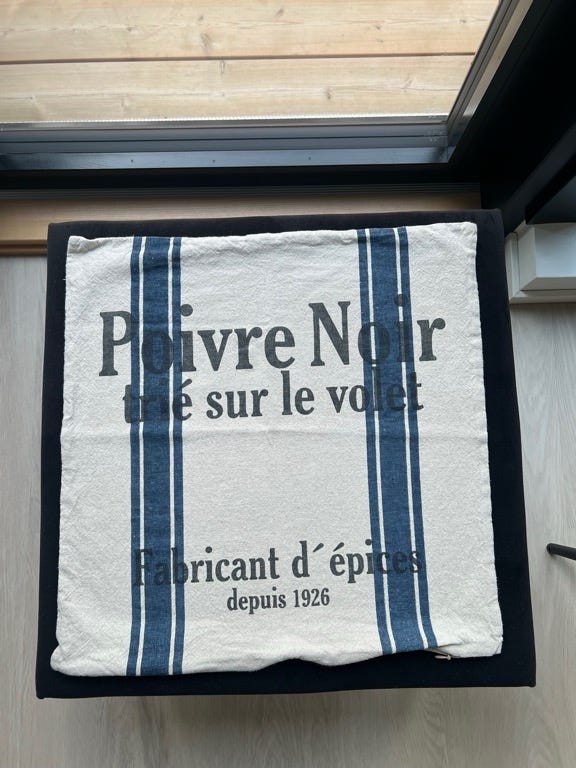 Poivre Noir
trié sur le volet
Fabricant d´épices
depuis 1926